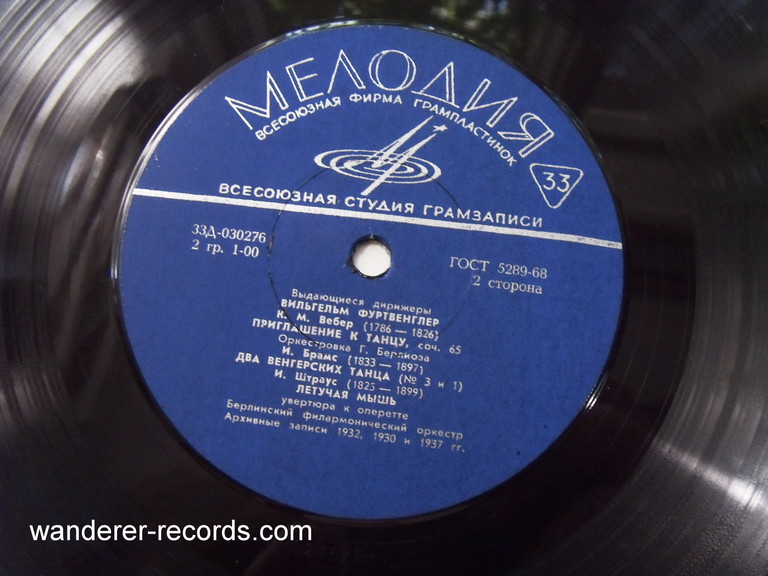 МЕЛОДИЯ
ВСЕСОЮЗНАЯ ФИРМА ГРАМПЛАСТИНОК
33
ВСЕСОЮЗНАЯ СТУДИЯ ГРАМЗАПИСИ
33Д-030276
2 гр. 1-00
ГОСТ 5289-68
2 сторона
Выдающиеся дирижеры
ВИЛЬГЕЛЬМ ФУРТВЕНГЛЕР
К. М. Вебер (1786 — 1826)
ПРИГЛАШЕНИЕ К ТАНЦУ, соч. 65
Оркестровка Г. Берлиоза
И. Брамс (1833 — 1897)
ДВА ВЕНГЕРСКИХ ТАНЦА (№ 3 и 1)
И. Штраус (1825 — 1899)
ЛЕТУЧАЯ МЫШЬ
увертюра к оперетте
Берлинский филармонический оркестр
Архивные записи 1932, 1930 и 1937 гг.
wanderer-records.com